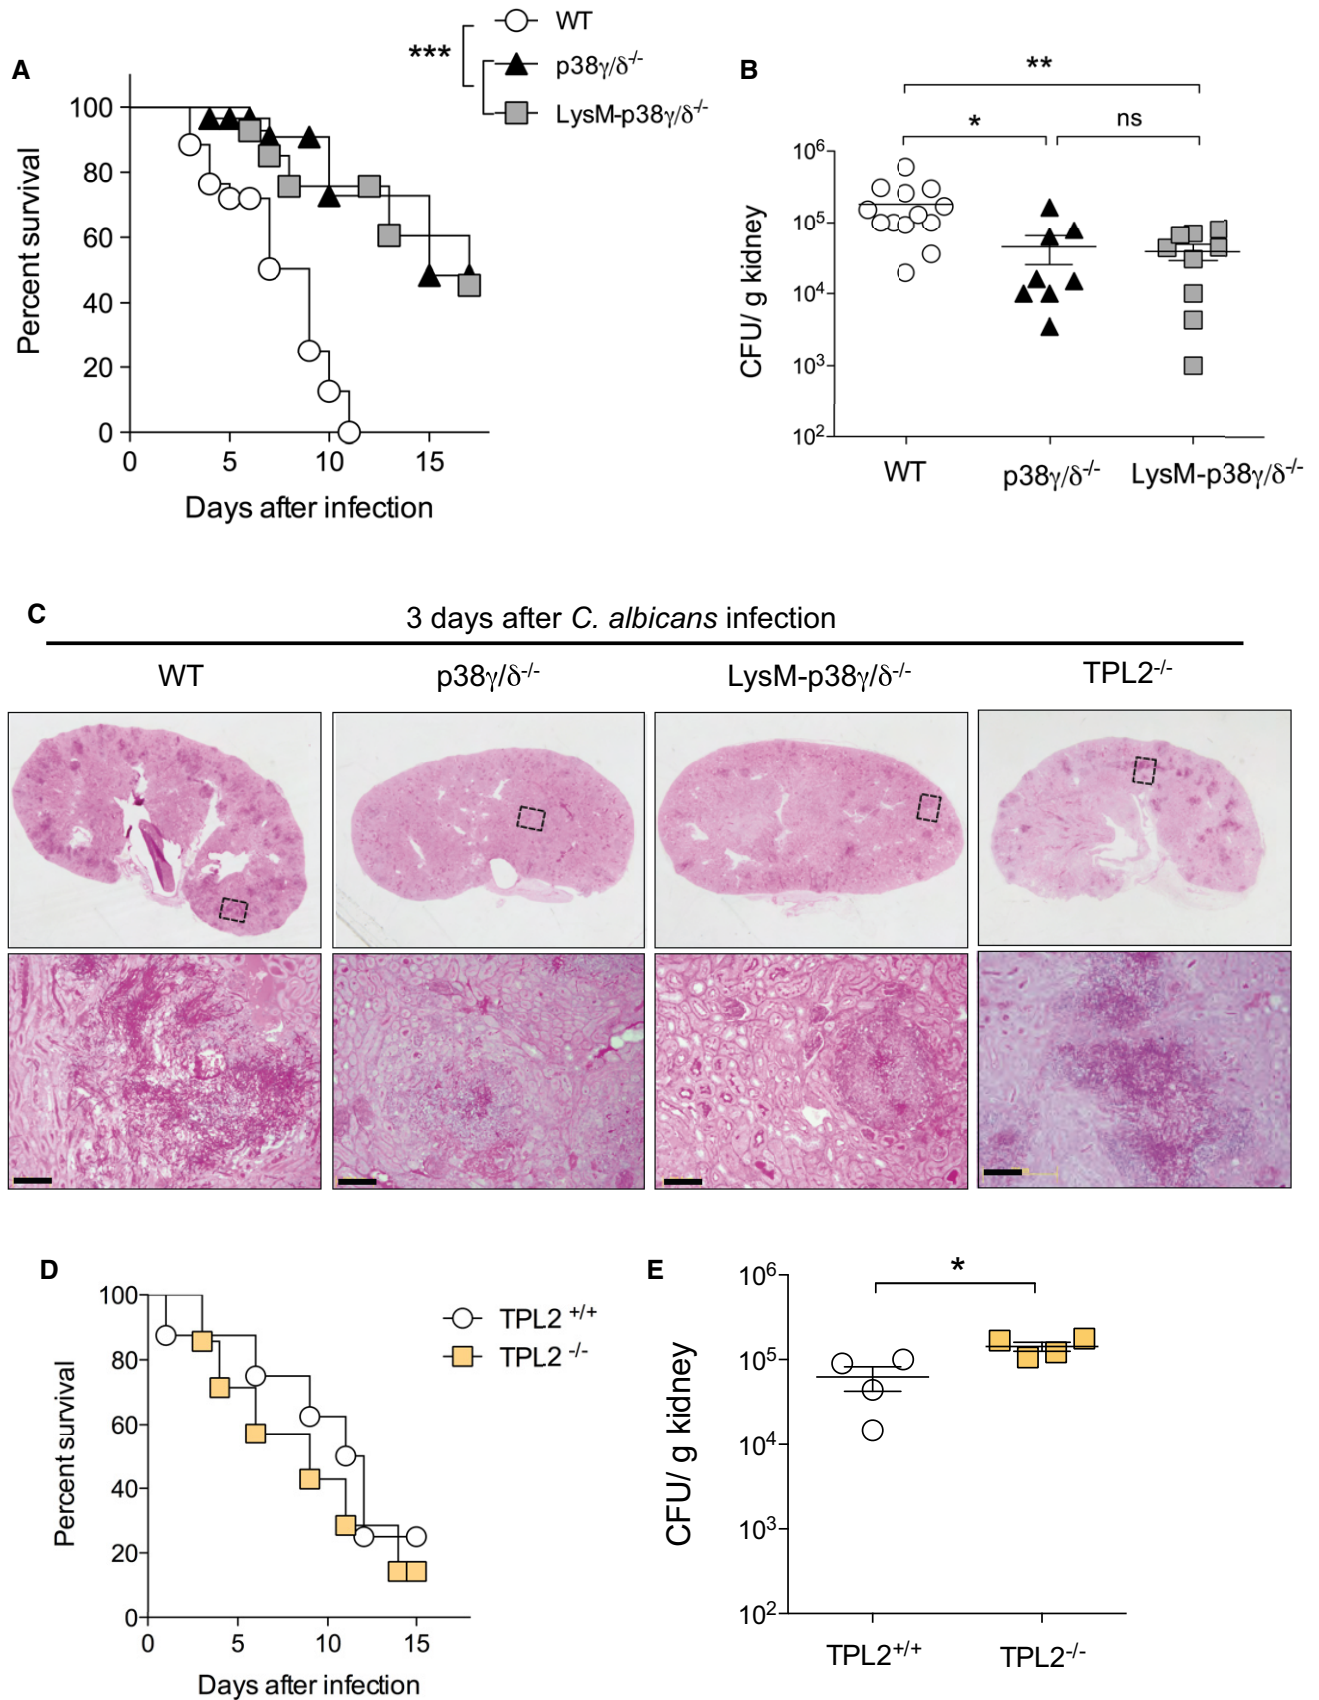 A
***
WT
p38γ/δ-/-
LysM-p38γ/δ-/-
Percent survival
100
80
60
40
20
0
0 5 10 15
Days after infection
B
**
* ns
CFU/ g kidney
10⁶
10⁵
10⁴
10³
10²
WT p38γ/δ-/- LysM-p38γ/δ-/-
C
3 days after C. albicans infection
WT p38γ/δ-/- LysM-p38γ/δ-/- TPL2-/-
D
Percent survival
100
80
60
40
20
0
0 5 10 15
Days after infection
TPL2 +/+
TPL2 -/-
E
*
CFU/ g kidney
10⁶
10⁵
10⁴
10³
10²
TPL2+/+ TPL2-/-